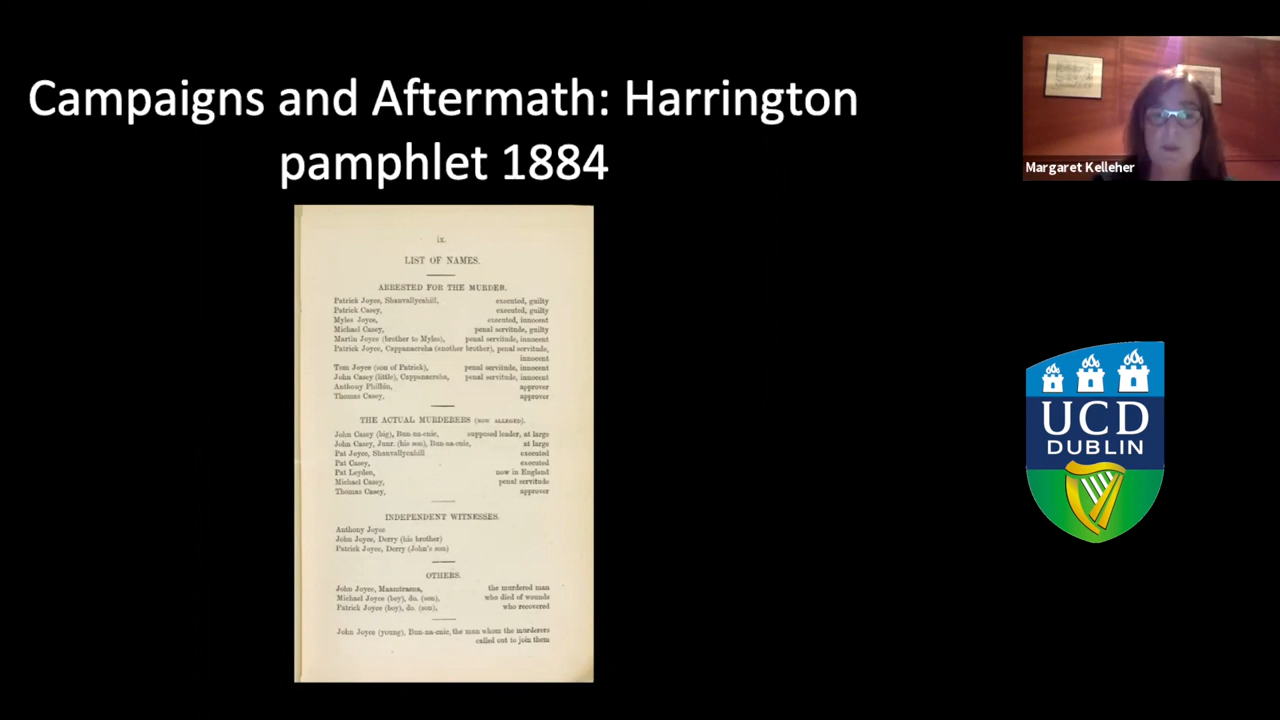 Campaigns and Aftermath: Harrington
pamphlet 1884
Margaret Kelleher
ix.
LIST OF NAMES.
ARRESTED FOR THE MURDER.
Patrick Joyce, Shanvallycahill, executed, guilty
Patrick Casey, executed, guilty
Myles Joyce, executed, innocent
Michael Casey, penal servitude, guilty
Martin Joyce (brother to Myles), penal servitude, innocent
Patrick Joyce, Cappanacreha (another brother), penal servitude,
innocent
Tom Joyce (son of Patrick), penal servitude, innocent
John Casey (little), Cappanacreha, penal servitude, innocent
Anthony Philbin, approver
Thomas Casey, approver
THE ACTUAL MURDERERS (NOW ALLEGED).
John Casey (big), Bun-na-cnic, supposed leader, at large
John Casey, Junr. (his son), Bun-na-cnic, at large
Pat Joyce, Shanvallycahill executed
Pat Casey, executed
Pat Leyden, now in England
Michael Casey, penal servitude
Thomas Casey, approver
INDEPENDENT WITNESSES.
Anthony Joyce
John Joyce, Derry (his brother)
Patrick Joyce, Derry (John's son)
OTHERS.
John Joyce, Maamtrasna, the murdered man
Michael Joyce (boy), do. (son), who died of wounds
Patrick Joyce (boy), do. (son), who recovered
John Joyce (young), Bun-na-cnic, the man whom the murderers
called out to join them
UCD
DUBLIN